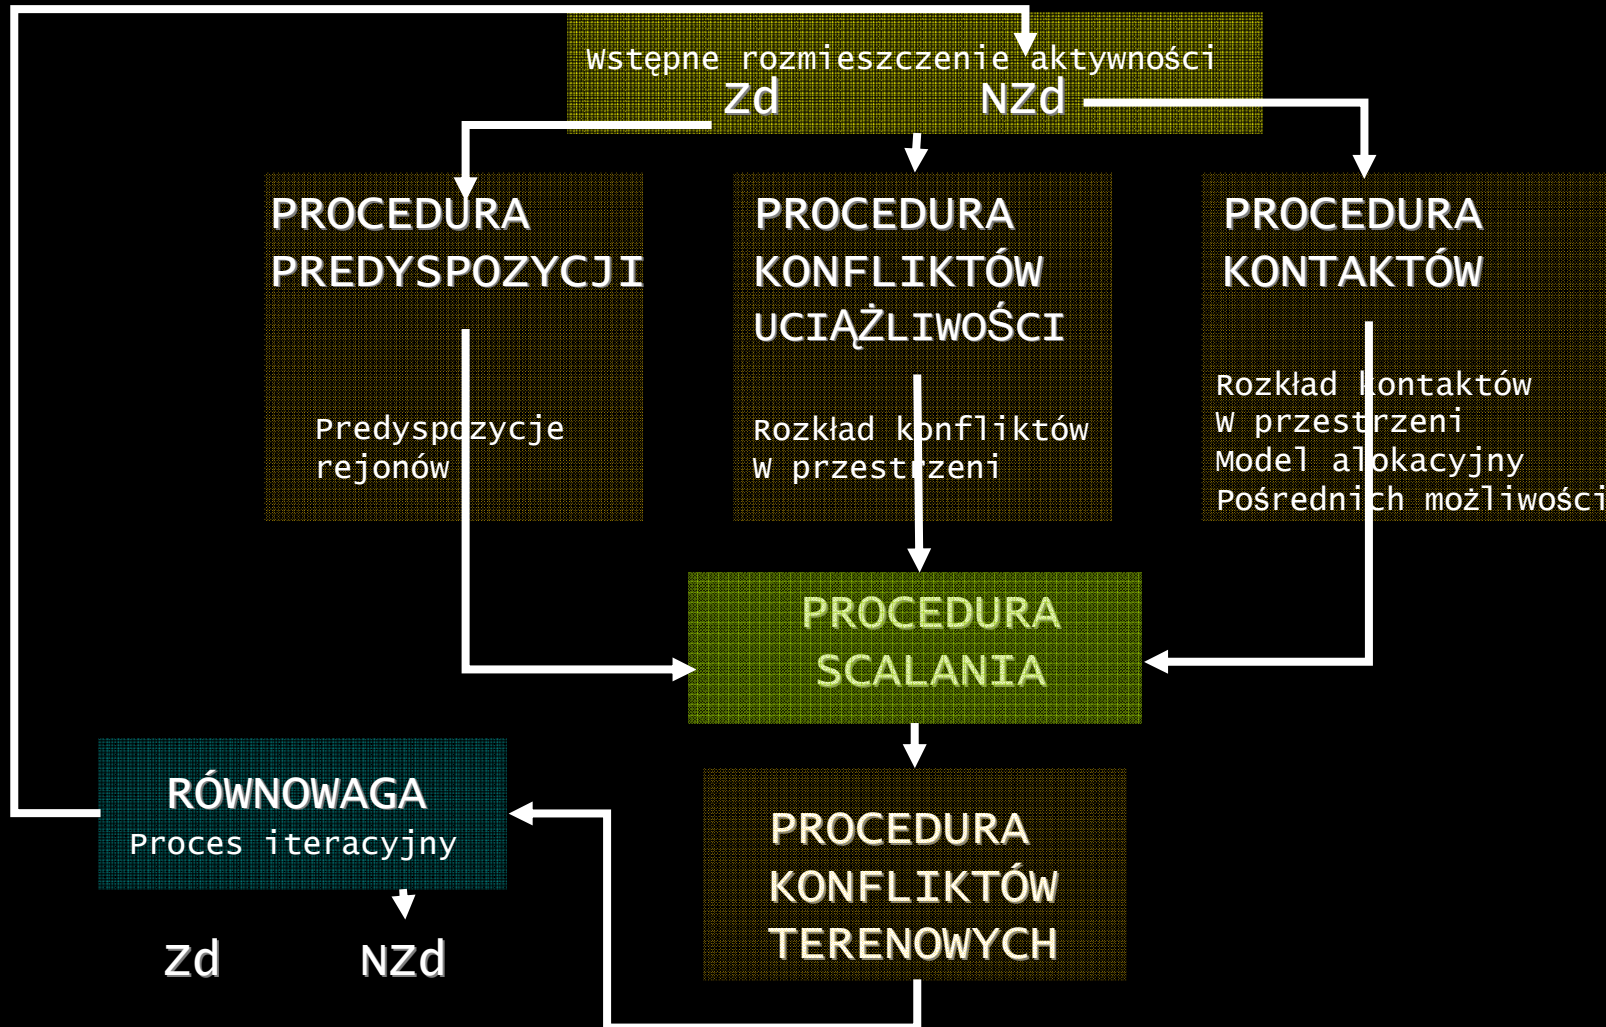 Wstępne rozmieszczenie aktywności
Zd NZd
PROCEDURA
PREDYSPOZYCJI
Predyspozycje
rejonów
PROCEDURA
KONFLIKTÓW
UCIĄŻLIWOŚCI
Rozkład konfliktów
W przestrzeni
PROCEDURA
KONTAKTÓW
Rozkład kontaktów
W przestrzeni
Model alokacyjny
Pośrednich możliwości
PROCEDURA
SCALANIA
RÓWNOWAGA
Proces iteracyjny
Zd NZd
PROCEDURA
KONFLIKTÓW
TERENOWYCH